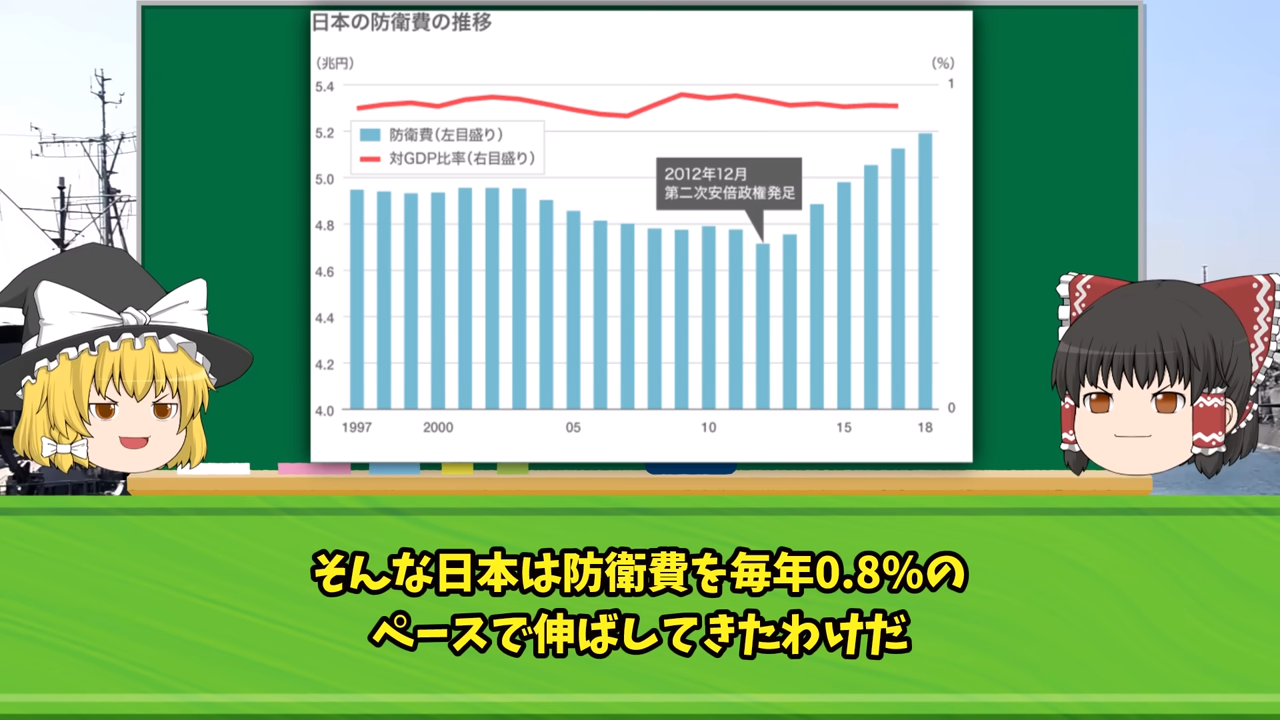 日本の防衛費の推移
(兆円)
(%)
5.4
5.2
5.0
4.8
4.6
4.4
4.2
4.0
1
0
防衛費(左目盛り)
対GDP比率(右目盛り)
2012年12月
第二次安倍政権発足
1997 2000 05 10 15 18
そんな日本は防衛費を毎年0.8%の
ペースで伸ばしてきたわけだ